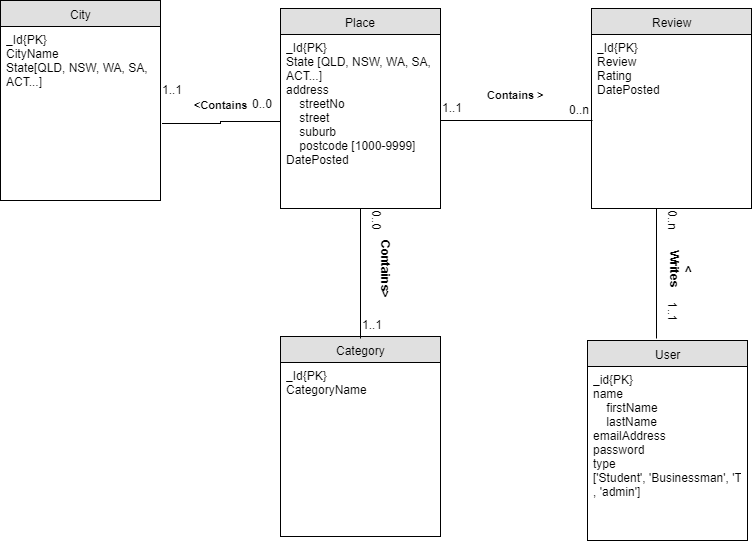 City
_Id{PK}
CityName
State[QLD, NSW, WA, SA,
ACT...]
1..1
<Contains
0..0
Place
_Id{PK}
State [QLD, NSW, WA, SA,
ACT...]
address
streetNo
street
suburb
postcode [1000-9999]
DatePosted
1..1
Contains >
0..n
Review
_Id{PK}
Review
Rating
DatePosted
0..0
Contains>
1..1
0..n
<
Writes
1..1
Category
_Id{PK}
CategoryName
User
_id{PK}
name
firstName
lastName
emailAddress
password
type
['Student', 'Businessman', 'T
, 'admin']